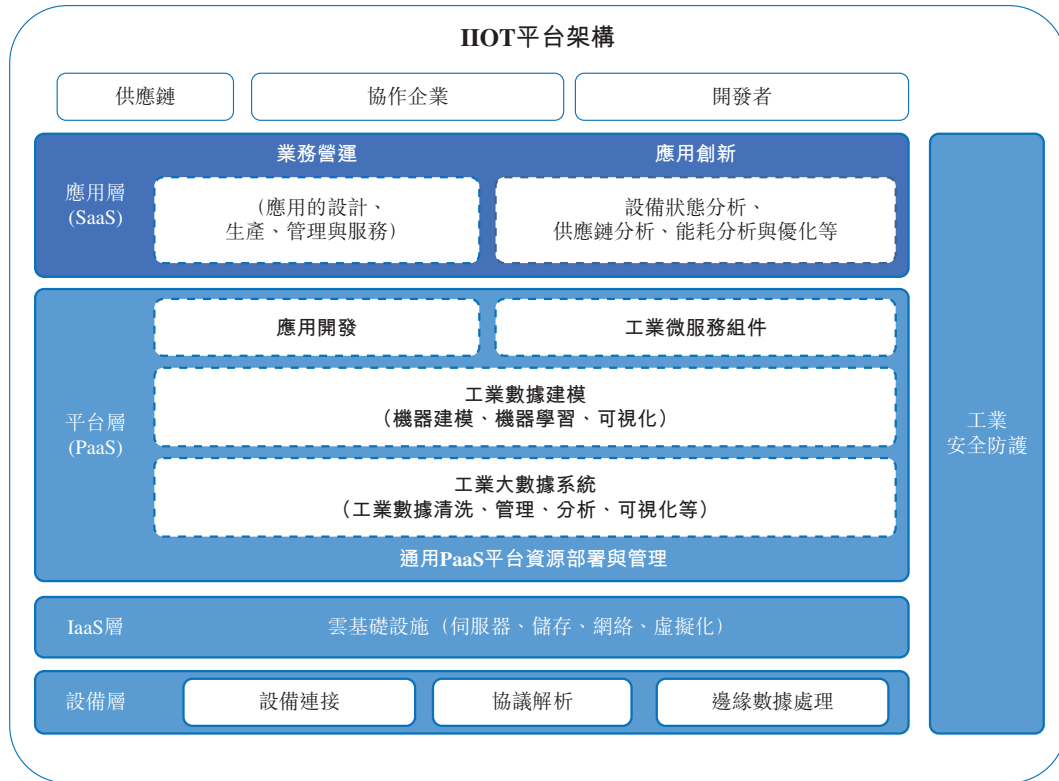 IIOT平台架構
供應鏈
協作企業
開發者
業務營運
應用創新
應用層
(SaaS)
(應用的設計、
生產、管理與服務)
設備狀態分析、
供應鏈分析、能耗分析與優化等
應用開發
工業微服務組件
平台層
(PaaS)
工業數據建模
(機器建模、機器學習、可視化)
工業大數據系統
(工業數據清洗、管理、分析、可視化等)
通用PaaS平台資源部署與管理
IaaS層
雲基礎設施(伺服器、儲存、網絡、虛擬化)
設備層
設備連接
協議解析
邊緣數據處理
工業
安全防護